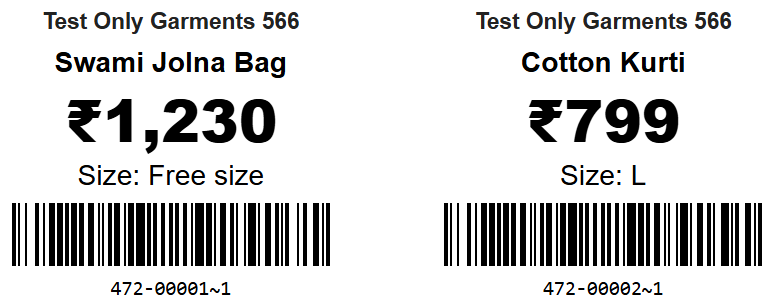 Test Only Garments 566
Swami Jolna Bag
₹1,230
Size: Free size
472-00001~1
Test Only Garments 566
Cotton Kurti
₹799
Size: L
472-00002~1